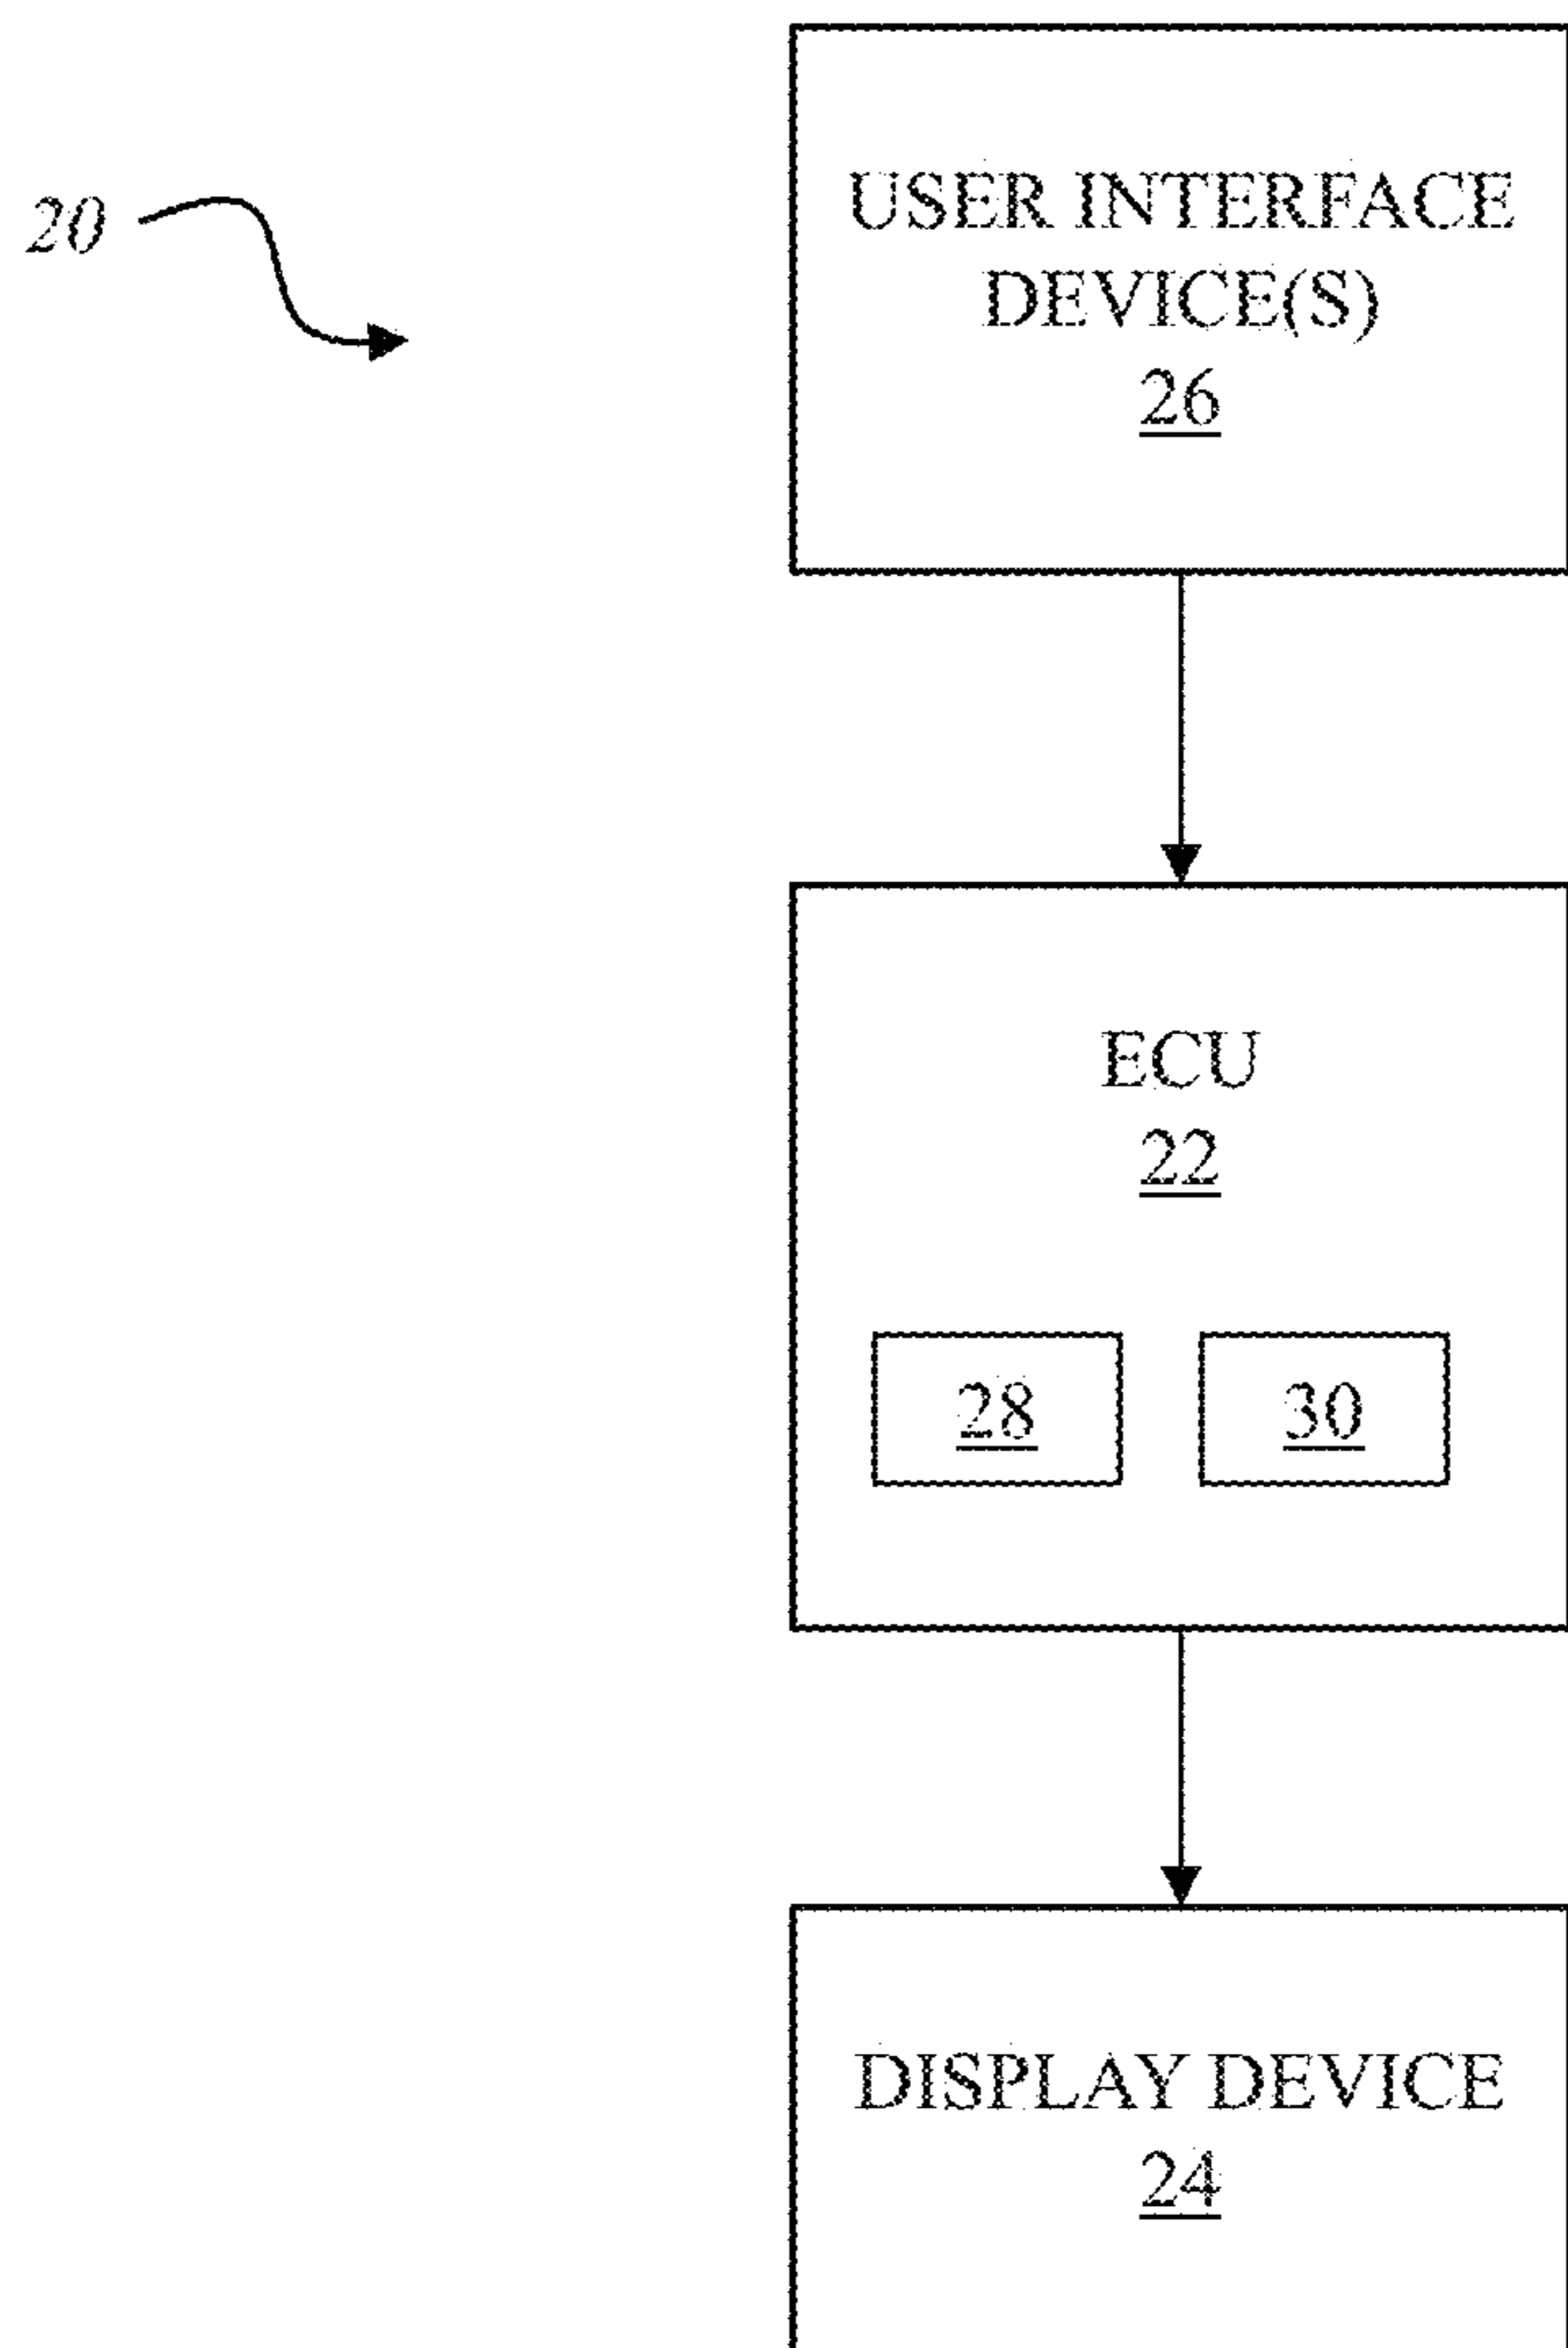 20
USER INTERFACE
DEVICE(S)
26
ECU
22
28 30
DISPLAY DEVICE
24